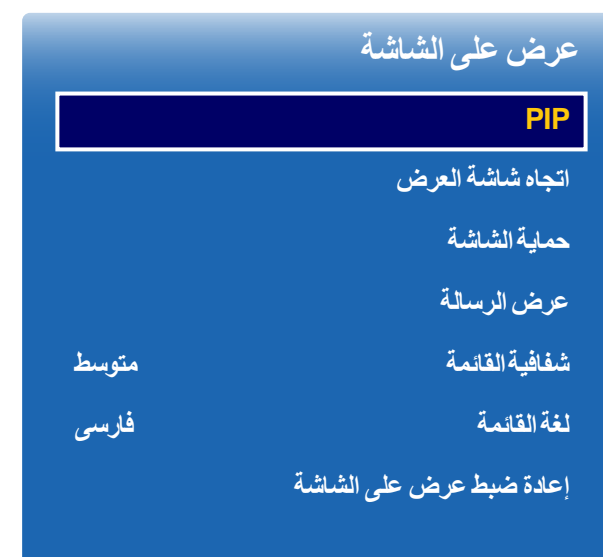 عرض على الشاشة
PIP
اتجاه شاشة العرض
حماية الشاشة
عرض الرسالة
شفافية القائمة متوسط
لغة القائمة فارسى
إعادة ضبط عرض على الشاشة